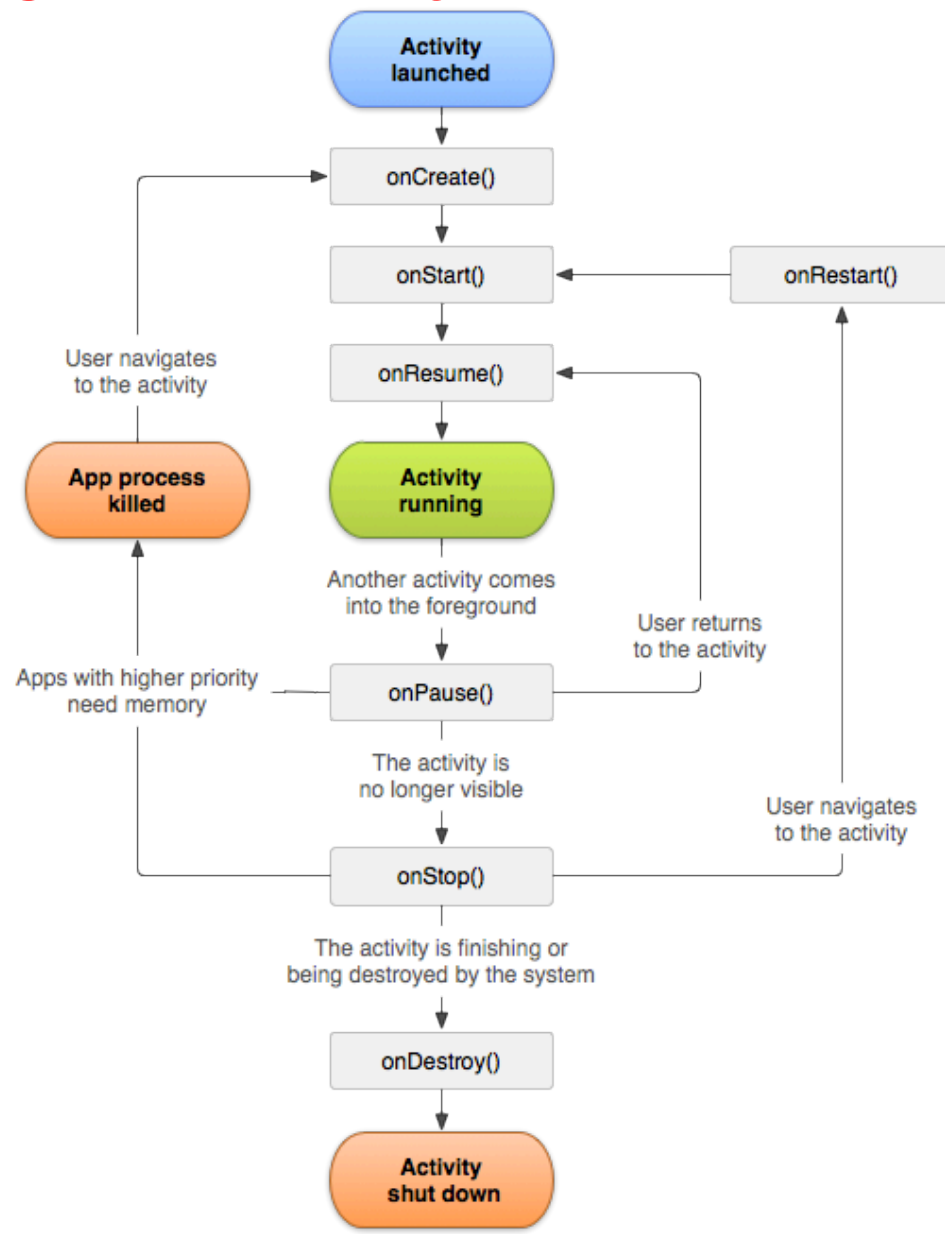 Activity
launched
onCreate()
onStart()
onRestart()
User navigates
to the activity
onResume()
App process
killed
Activity
running
Another activity comes
into the foreground
User returns
to the activity
Apps with higher priority
need memory
onPause()
The activity is
no longer visible
User navigates
to the activity
onStop()
The activity is finishing or
being destroyed by the system
onDestroy()
Activity
shut down